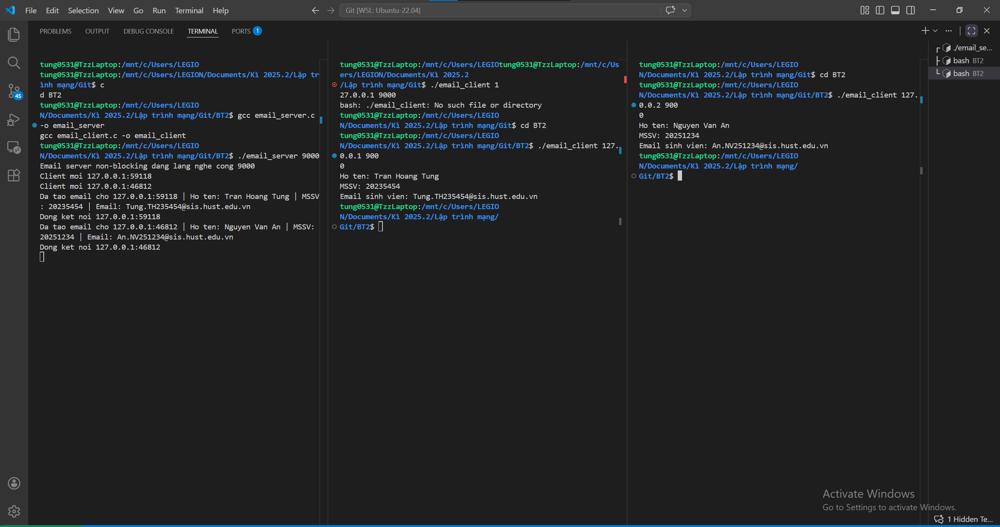 File Edit Selection View Go Run Terminal Help
Git [WSL: Ubuntu-22.04]
PROBLEMS OUTPUT DEBUG CONSOLE TERMINAL PORTS 1
45
tung0531@TzzLaptop:/mnt/c/Users/LEGIO
tung0531@TzzLaptop:/mnt/c/Users/LEGION/Documents/Kì 2025.2/Lập tr
ình mạng/Git$ c
d BT2
tung0531@TzzLaptop:/mnt/c/Users/LEGIO
N/Documents/Kì 2025.2/Lập trình mạng/Git/BT2$ gcc email_server.c
-o email_server
gcc email_client.c -o email_client
tung0531@TzzLaptop:/mnt/c/Users/LEGIO
N/Documents/Kì 2025.2/Lập trình mạng/Git/BT2$ ./email_server 9000
Email server non-blocking dang lang nghe cong 9000
Client moi 127.0.0.1:59118
Client moi 127.0.0.1:46812
Da tao email cho 127.0.0.1:59118 | Ho ten: Tran Hoang Tung | MSSV
: 20235454 | Email: Tung.TH235454@sis.hust.edu.vn
Dong ket noi 127.0.0.1:59118
Da tao email cho 127.0.0.1:46812 | Ho ten: Nguyen Van An | MSSV:
20251234 | Email: An.NV251234@sis.hust.edu.vn
Dong ket noi 127.0.0.1:46812
tung0531@TzzLaptop:/mnt/c/Users/LEGIOtung0531@TzzLaptop:/mnt/c/Us
ers/LEGION/Documents/Kì 2025.2
/Lập trình mạng/Git$ ./email_client 1
27.0.0.1 9000
bash: ./email_client: No such file or directory
tung0531@TzzLaptop:/mnt/c/Users/LEGIO
N/Documents/Kì 2025.2/Lập trình mạng/Git$ cd BT2
tung0531@TzzLaptop:/mnt/c/Users/LEGIO
N/Documents/Kì 2025.2/Lập trình mạng/Git/BT2$ ./email_client 127.
0.0.1 900
0
Ho ten: Tran Hoang Tung
MSSV: 20235454
Email sinh vien: Tung.TH235454@sis.hust.edu.vn
tung0531@TzzLaptop:/mnt/c/Users/LEGIO
N/Documents/Kì 2025.2/Lập trình mạng/
Git/BT2$
tung0531@TzzLaptop:/mnt/c/Users/LEGIO
N/Documents/Kì 2025.2/Lập trình mạng/Git$ cd BT2
tung0531@TzzLaptop:/mnt/c/Users/LEGIO
N/Documents/Kì 2025.2/Lập trình mạng/Git/BT2$ ./email_client 127.
0.0.2 900
0
Ho ten: Nguyen Van An
MSSV: 20251234
Email sinh vien: An.NV251234@sis.hust.edu.vn
tung0531@TzzLaptop:/mnt/c/Users/LEGIO
N/Documents/Kì 2025.2/Lập trình mạng/
Git/BT2$
./email_se...
bash BT2
bash BT2
Activate Windows
Go to Settings to activate Windows.
1 Hidden Te...